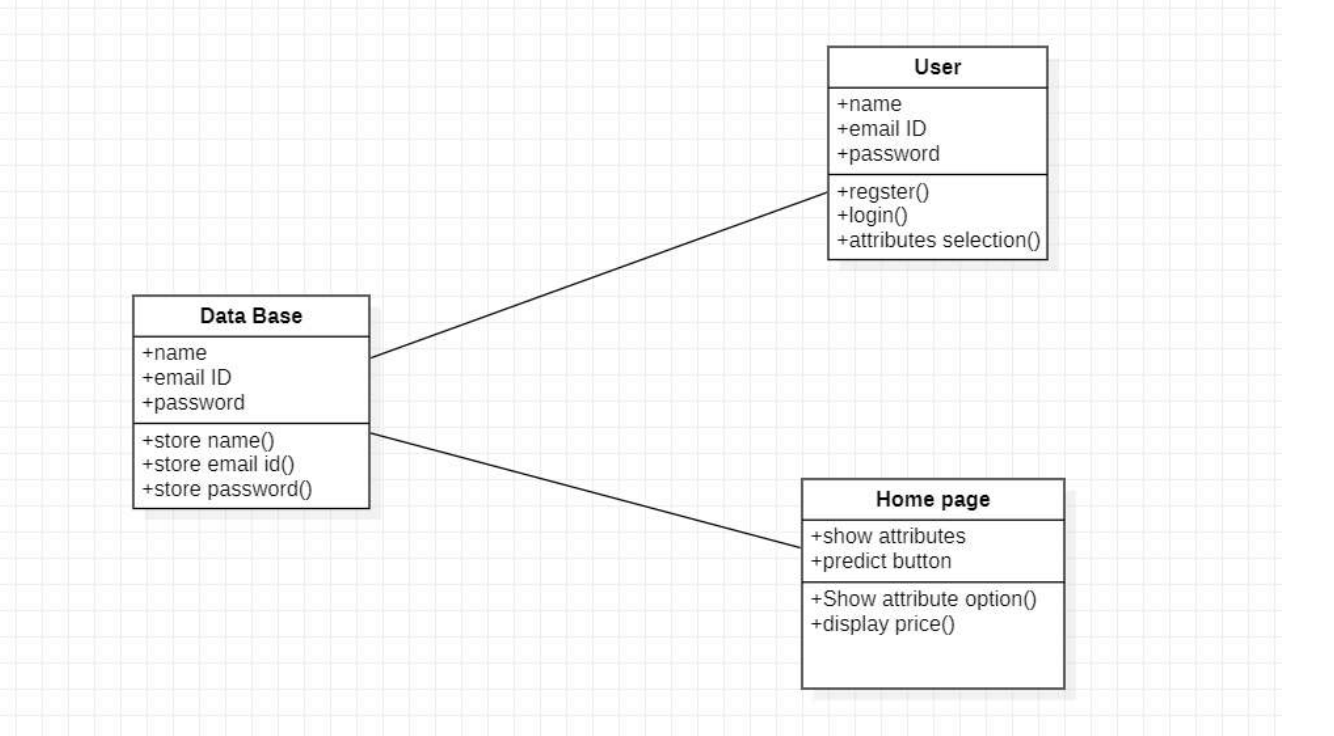 User
+name
+email ID
+password
+regster()
+login()
+attributes selection()
Data Base
+name
+email ID
+password
+store name()
+store email id()
+store password()
Home page
+show attributes
+predict button
+Show attribute option()
+display price()